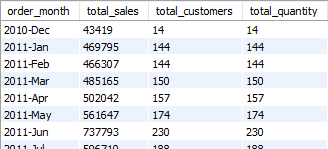 order_month total_sales total_customers total_quantity
2010-Dec 43419 14 14
2011-Jan 469795 144 144
2011-Feb 466307 144 144
2011-Mar 485165 150 150
2011-Apr 502042 157 157
2011-May 561647 174 174
2011-Jun 737793 230 230
2011-Jul 596710 188 188